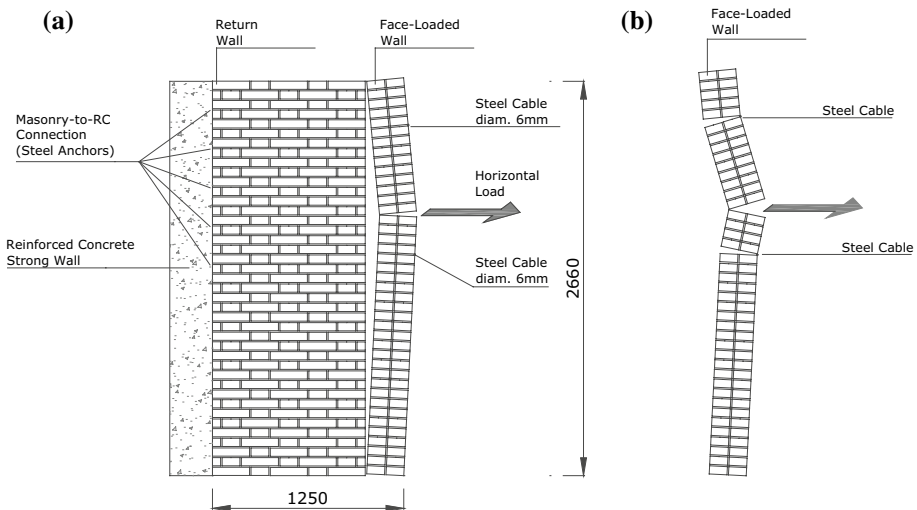 (a)
Return
Wall
Face-Loaded
Wall
Steel Cable
diam. 6mm
Masonry-to-RC
Connection
(Steel Anchors)
Horizontal
Load
Reinforced Concrete
Strong Wall
Steel Cable
diam. 6mm
2660
1250
(b)
Face-Loaded
Wall
Steel Cable
Steel Cable